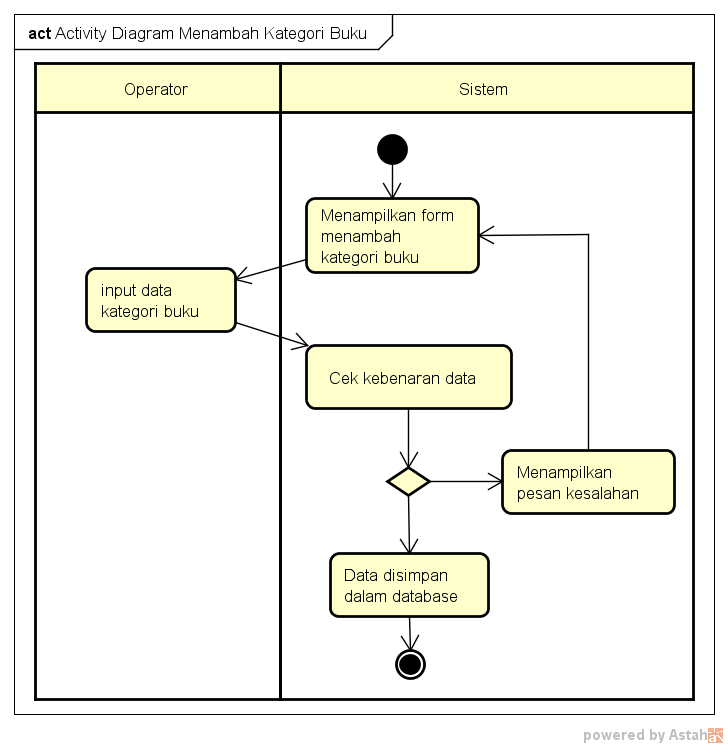 act Activity Diagram Menambah Kategori Buku
Operator
Sistem
Menampilkan form
menambah
kategori buku
input data
kategori buku
Cek kebenaran data
Menampilkan
pesan kesalahan
Data disimpan
dalam database
powered by Astah